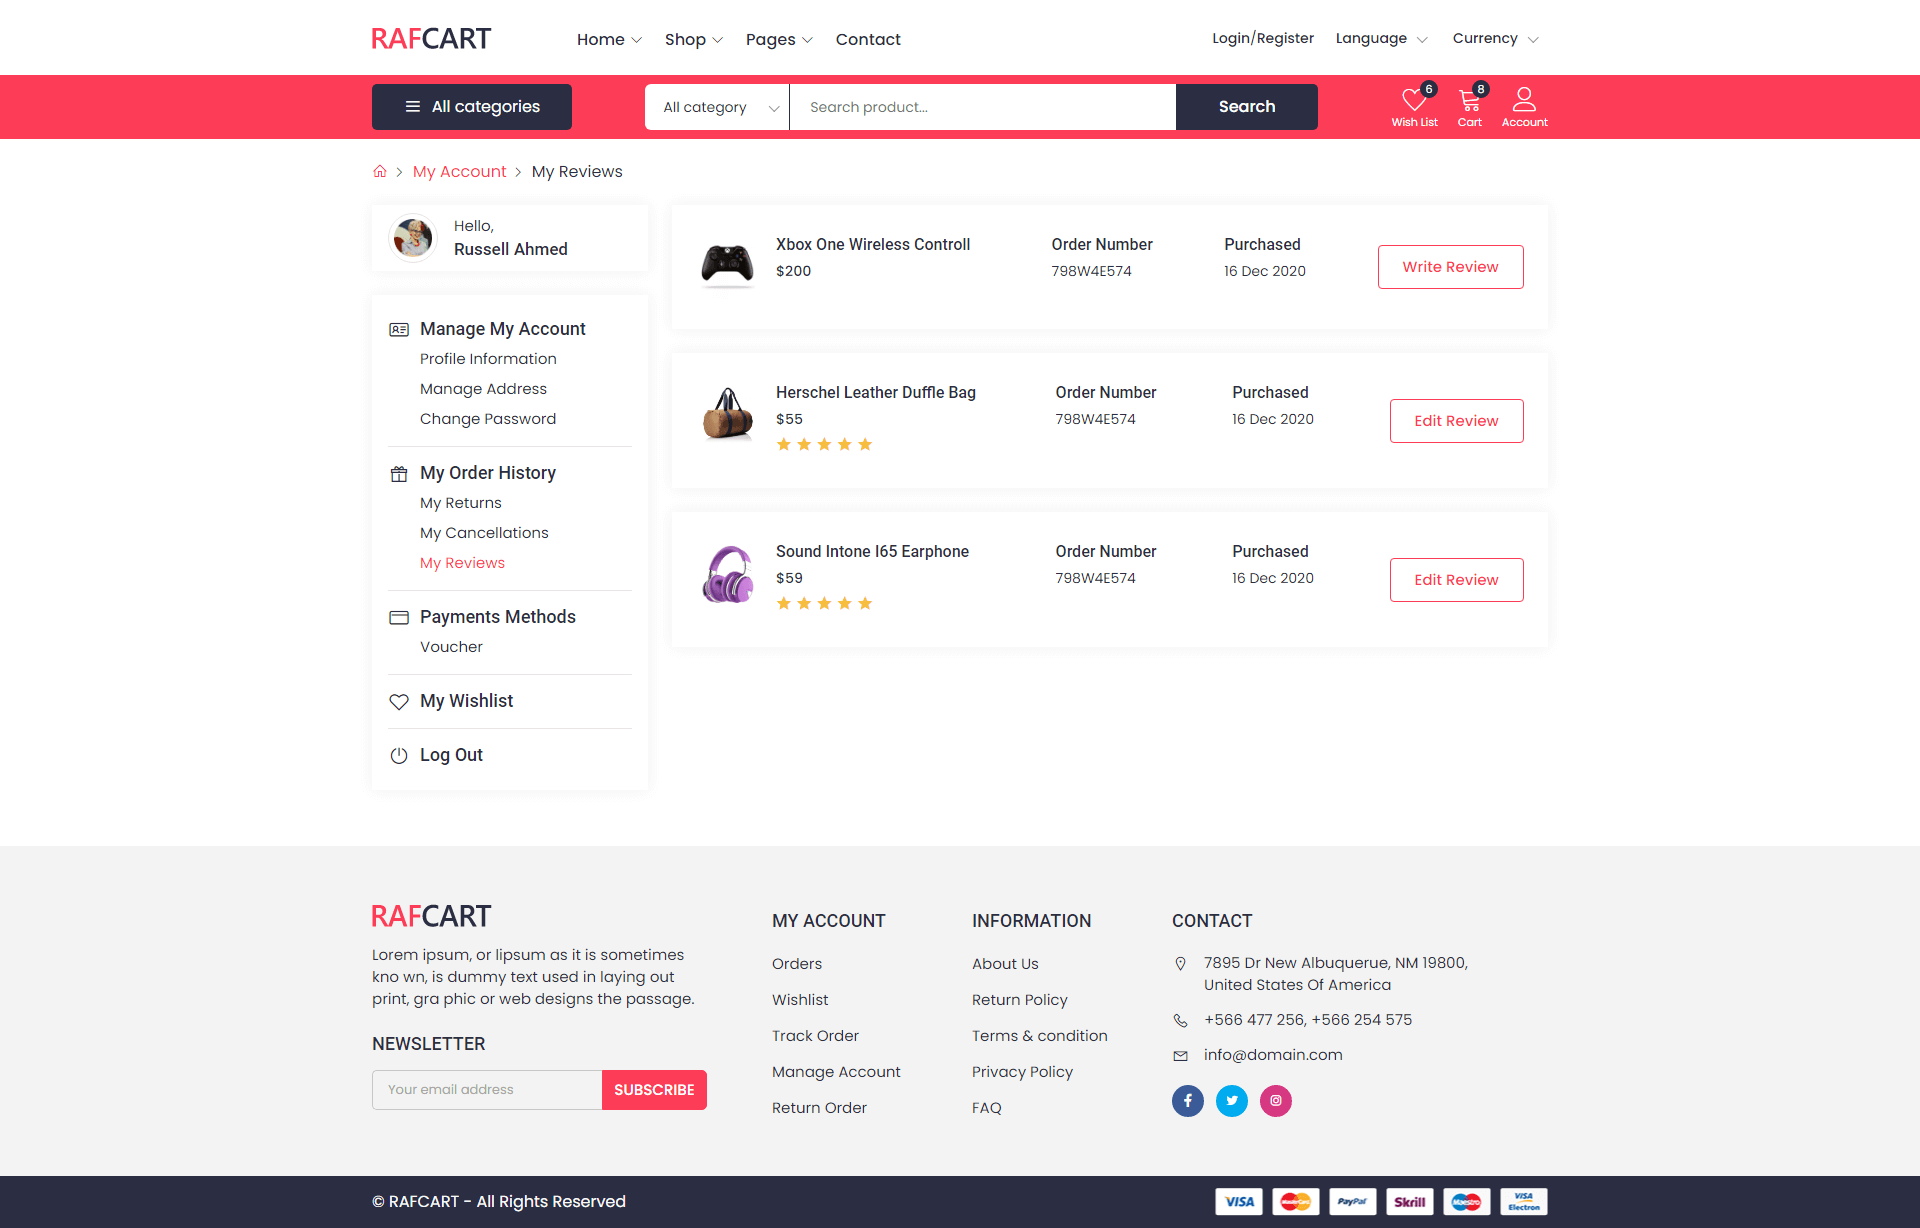 RAFCART
Home
Shop
Pages
Contact
Login/Register
Language
Currency
All categories
All category
Search product...
Search
6
Wish List
8
Cart
Account
My Account
My Reviews
Hello,
Russell Ahmed
Manage My Account
Profile Information
Manage Address
Change Password
My Order History
My Returns
My Cancellations
My Reviews
Payments Methods
Voucher
My Wishlist
Log Out
Xbox One Wireless Controll
$200
Order Number
798W4E574
Purchased
16 Dec 2020
Write Review
Herschel Leather Duffle Bag
$55
Order Number
798W4E574
Purchased
16 Dec 2020
Edit Review
Sound Intone I65 Earphone
$59
Order Number
798W4E574
Purchased
16 Dec 2020
Edit Review
RAFCART
Lorem ipsum, or lipsum as it is sometimes
kno wn, is dummy text used in laying out
print, gra phic or web designs the passage.
NEWSLETTER
Your email address
SUBSCRIBE
MY ACCOUNT
Orders
Wishlist
Track Order
Manage Account
Return Order
INFORMATION
About Us
Return Policy
Terms & condition
Privacy Policy
FAQ
CONTACT
7895 Dr New Albuquerue, NM 19800,
United States Of America
+566 477 256, +566 254 575
info@domain.com
© RAFCART - All Rights Reserved
VISA
MasterCard
PayPal
Skrill
Maestro
VISA
Electron